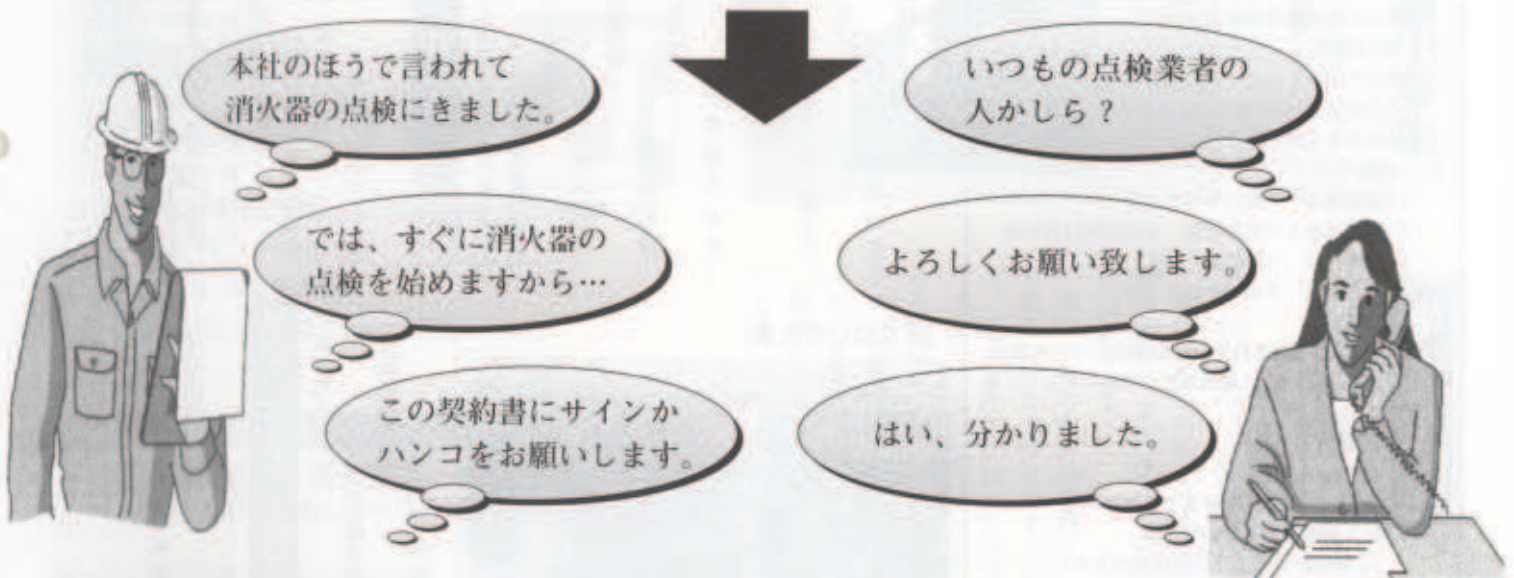 本社のほうで言われて
消火器の点検にきました。
いつもの点検業者の
人かしら？
では、すぐに消火器の
点検を始めますから…
よろしくお願い致します。
この契約書にサインか
ハンコをお願いします。
はい、分かりました。